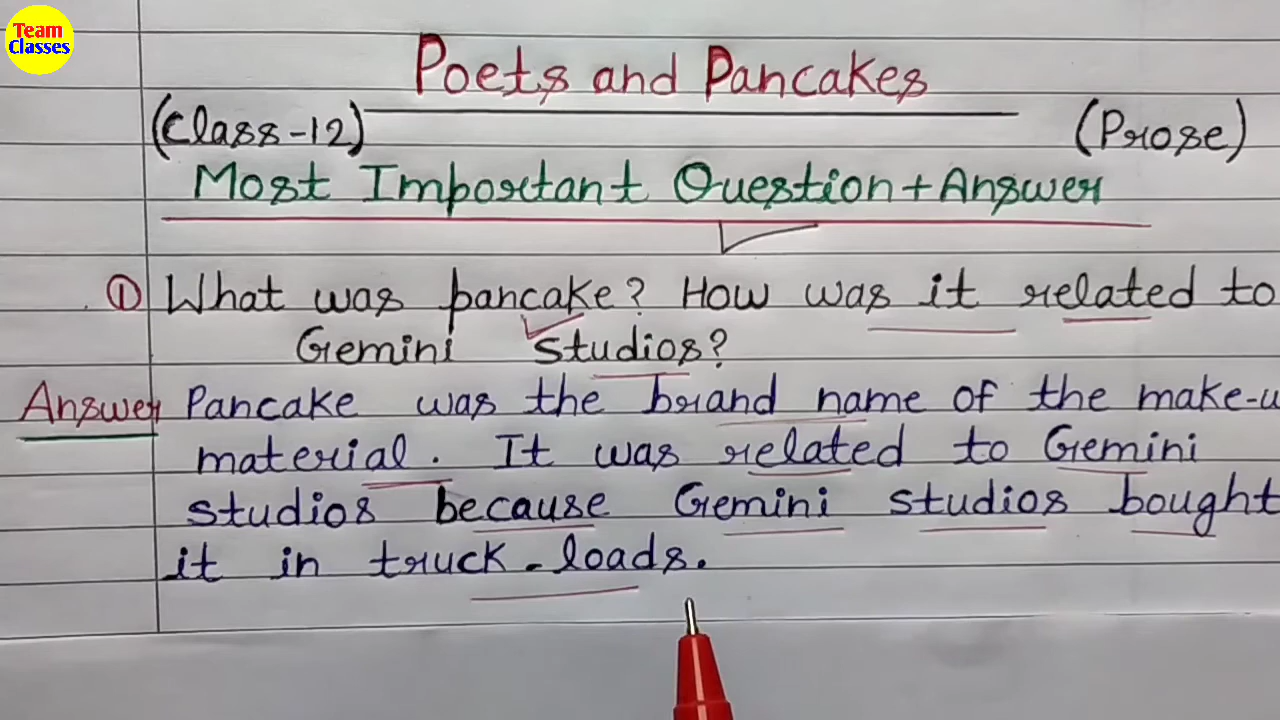 Team
Classes
Poets and Pancakes
(Class-12)
(Prose)
Most Important Question+Answer
① What was pancake? How was it related to
Gemini studios?
Answer Pancake was the brand name of the make-u
material. It was related to Gemini
studios because Gemini studios bought
it in truck-loads.